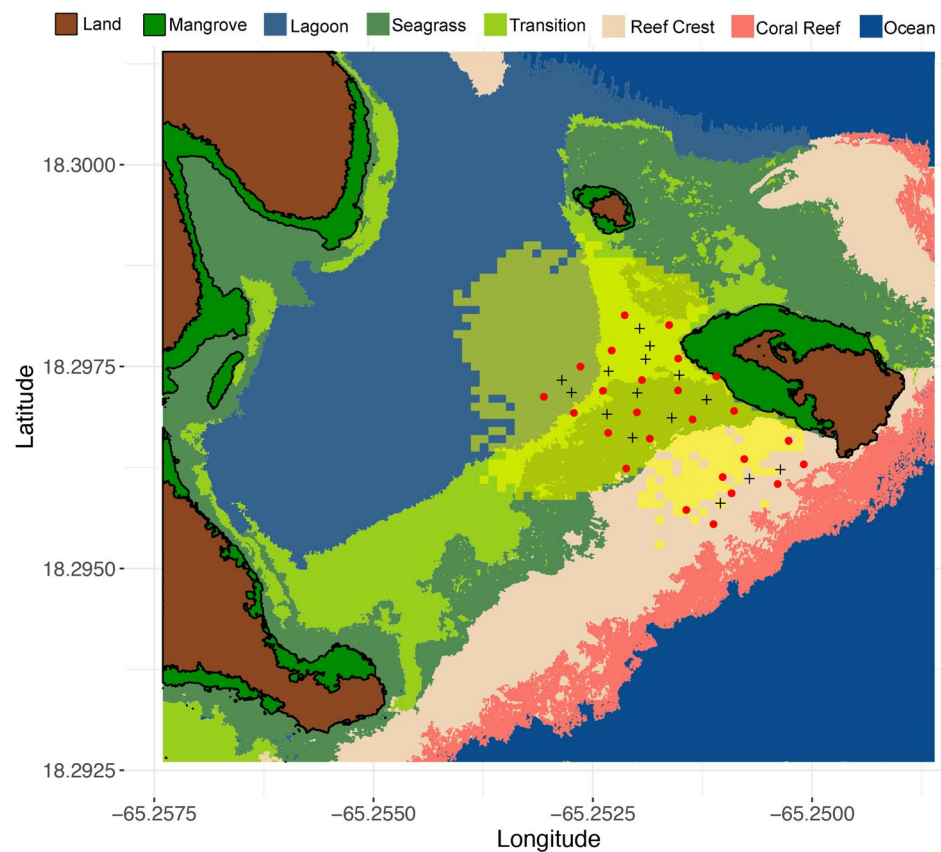 Land Mangrove Lagoon Seagrass Transition Reef Crest Coral Reef Ocean
18.3000
18.2975
18.2950
18.2925
Latitude
−65.2575 −65.2550 −65.2525 −65.2500
Longitude